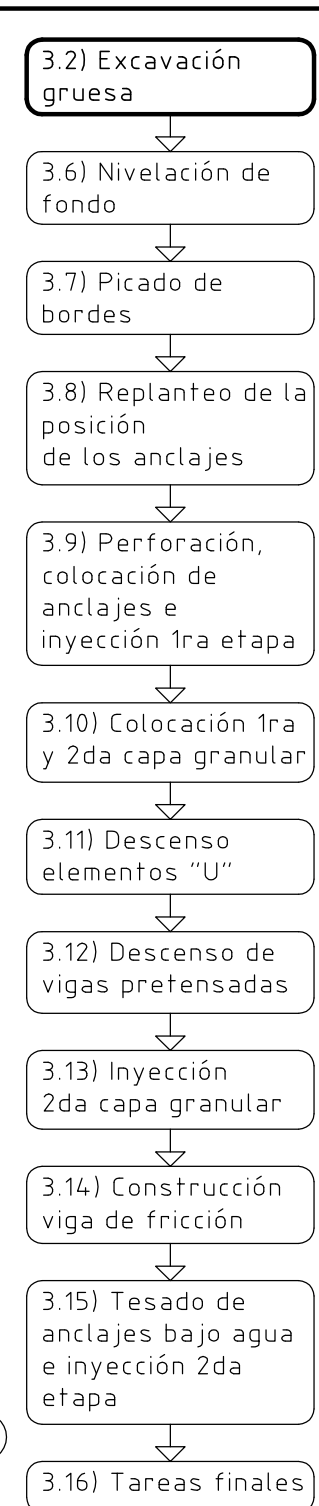 3.2) Excavación
gruesa
3.6) Nivelación de
fondo
3.7) Picado de
bordes
3.8) Replanteo de la
posición
de los anclajes
3.9) Perforación,
colocación de
anclajes e
inyección 1ra etapa
3.10) Colocación 1ra
y 2da capa granular
3.11) Descenso
elementos "U"
3.12) Descenso de
vigas pretensadas
3.13) Inyección
2da capa granular
3.14) Construcción
viga de fricción
3.15) Tesado de
anclajes bajo agua
e inyección 2da
etapa
3.16) Tareas finales